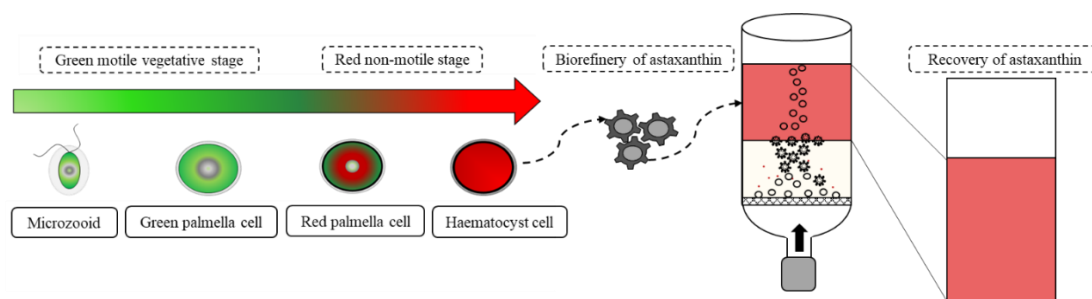 Green motile vegetative stage
Red non-motile stage
Biorefinery of astaxanthin
Recovery of astaxanthin
Microzooid
Green palmella cell
Red palmella cell
Haematocyst cell